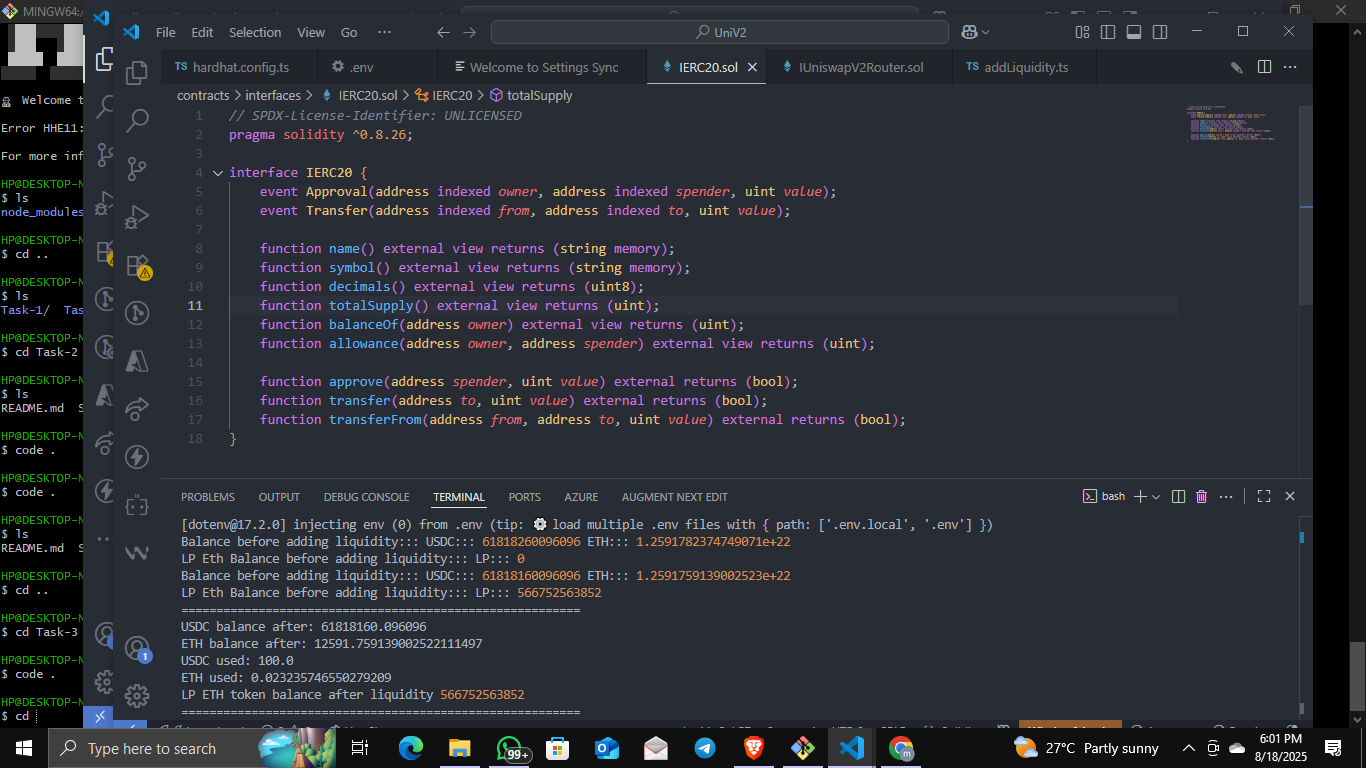 MINGW64:/
Welcome t
Error HHE11:
For more inf
HP@DESKTOP-N
$ ls
node_modules
HP@DESKTOP-N
$ cd ..
HP@DESKTOP-N
$ ls
Task-1/ Tas
HP@DESKTOP-N
$ cd Task-2
HP@DESKTOP-N
$ ls
README.md S
HP@DESKTOP-N
$ code .
HP@DESKTOP-N
$ code .
HP@DESKTOP-N
$ ls
README.md S
HP@DESKTOP-N
$ cd ..
HP@DESKTOP-N
$ cd Task-3
HP@DESKTOP-N
$ code .
HP@DESKTOP-N
$ cd
File Edit Selection View Go ··· UniV2
hardhat.config.ts .env Welcome to Settings Sync IERC20.sol IUniswapV2Router.sol addLiquidity.ts
contracts > interfaces > IERC20.sol > IERC20 > totalSupply
1 // SPDX-License-Identifier: UNLICENSED
2 pragma solidity ^0.8.26;
3
4 interface IERC20 {
5 event Approval(address indexed owner, address indexed spender, uint value);
6 event Transfer(address indexed from, address indexed to, uint value);
7
8 function name() external view returns (string memory);
9 function symbol() external view returns (string memory);
10 function decimals() external view returns (uint8);
11 function totalSupply() external view returns (uint);
12 function balanceOf(address owner) external view returns (uint);
13 function allowance(address owner, address spender) external view returns (uint);
14
15 function approve(address spender, uint value) external returns (bool);
16 function transfer(address to, uint value) external returns (bool);
17 function transferFrom(address from, address to, uint value) external returns (bool);
18 }
PROBLEMS OUTPUT DEBUG CONSOLE TERMINAL PORTS AZURE AUGMENT NEXT EDIT bash
[dotenv@17.2.0] injecting env (0) from .env (tip: ⚙️ load multiple .env files with { path: ['.env.local', '.env'] })
Balance before adding liquidity::: USDC::: 61818260096096 ETH::: 1.2591782374749071e+22
LP Eth Balance before adding liquidity::: LP::: 0
Balance before adding liquidity::: USDC::: 61818160096096 ETH::: 1.2591759139002523e+22
LP Eth Balance before adding liquidity::: LP::: 566752563852
=========================================================
USDC balance after: 61818160.096096
ETH balance after: 12591.759139002522111497
USDC used: 100.0
ETH used: 0.023235746550279209
LP ETH token balance after liquidity 566752563852
=========================================================
1
Type here to search
99+
27°C Partly sunny
6:01 PM
8/18/2025